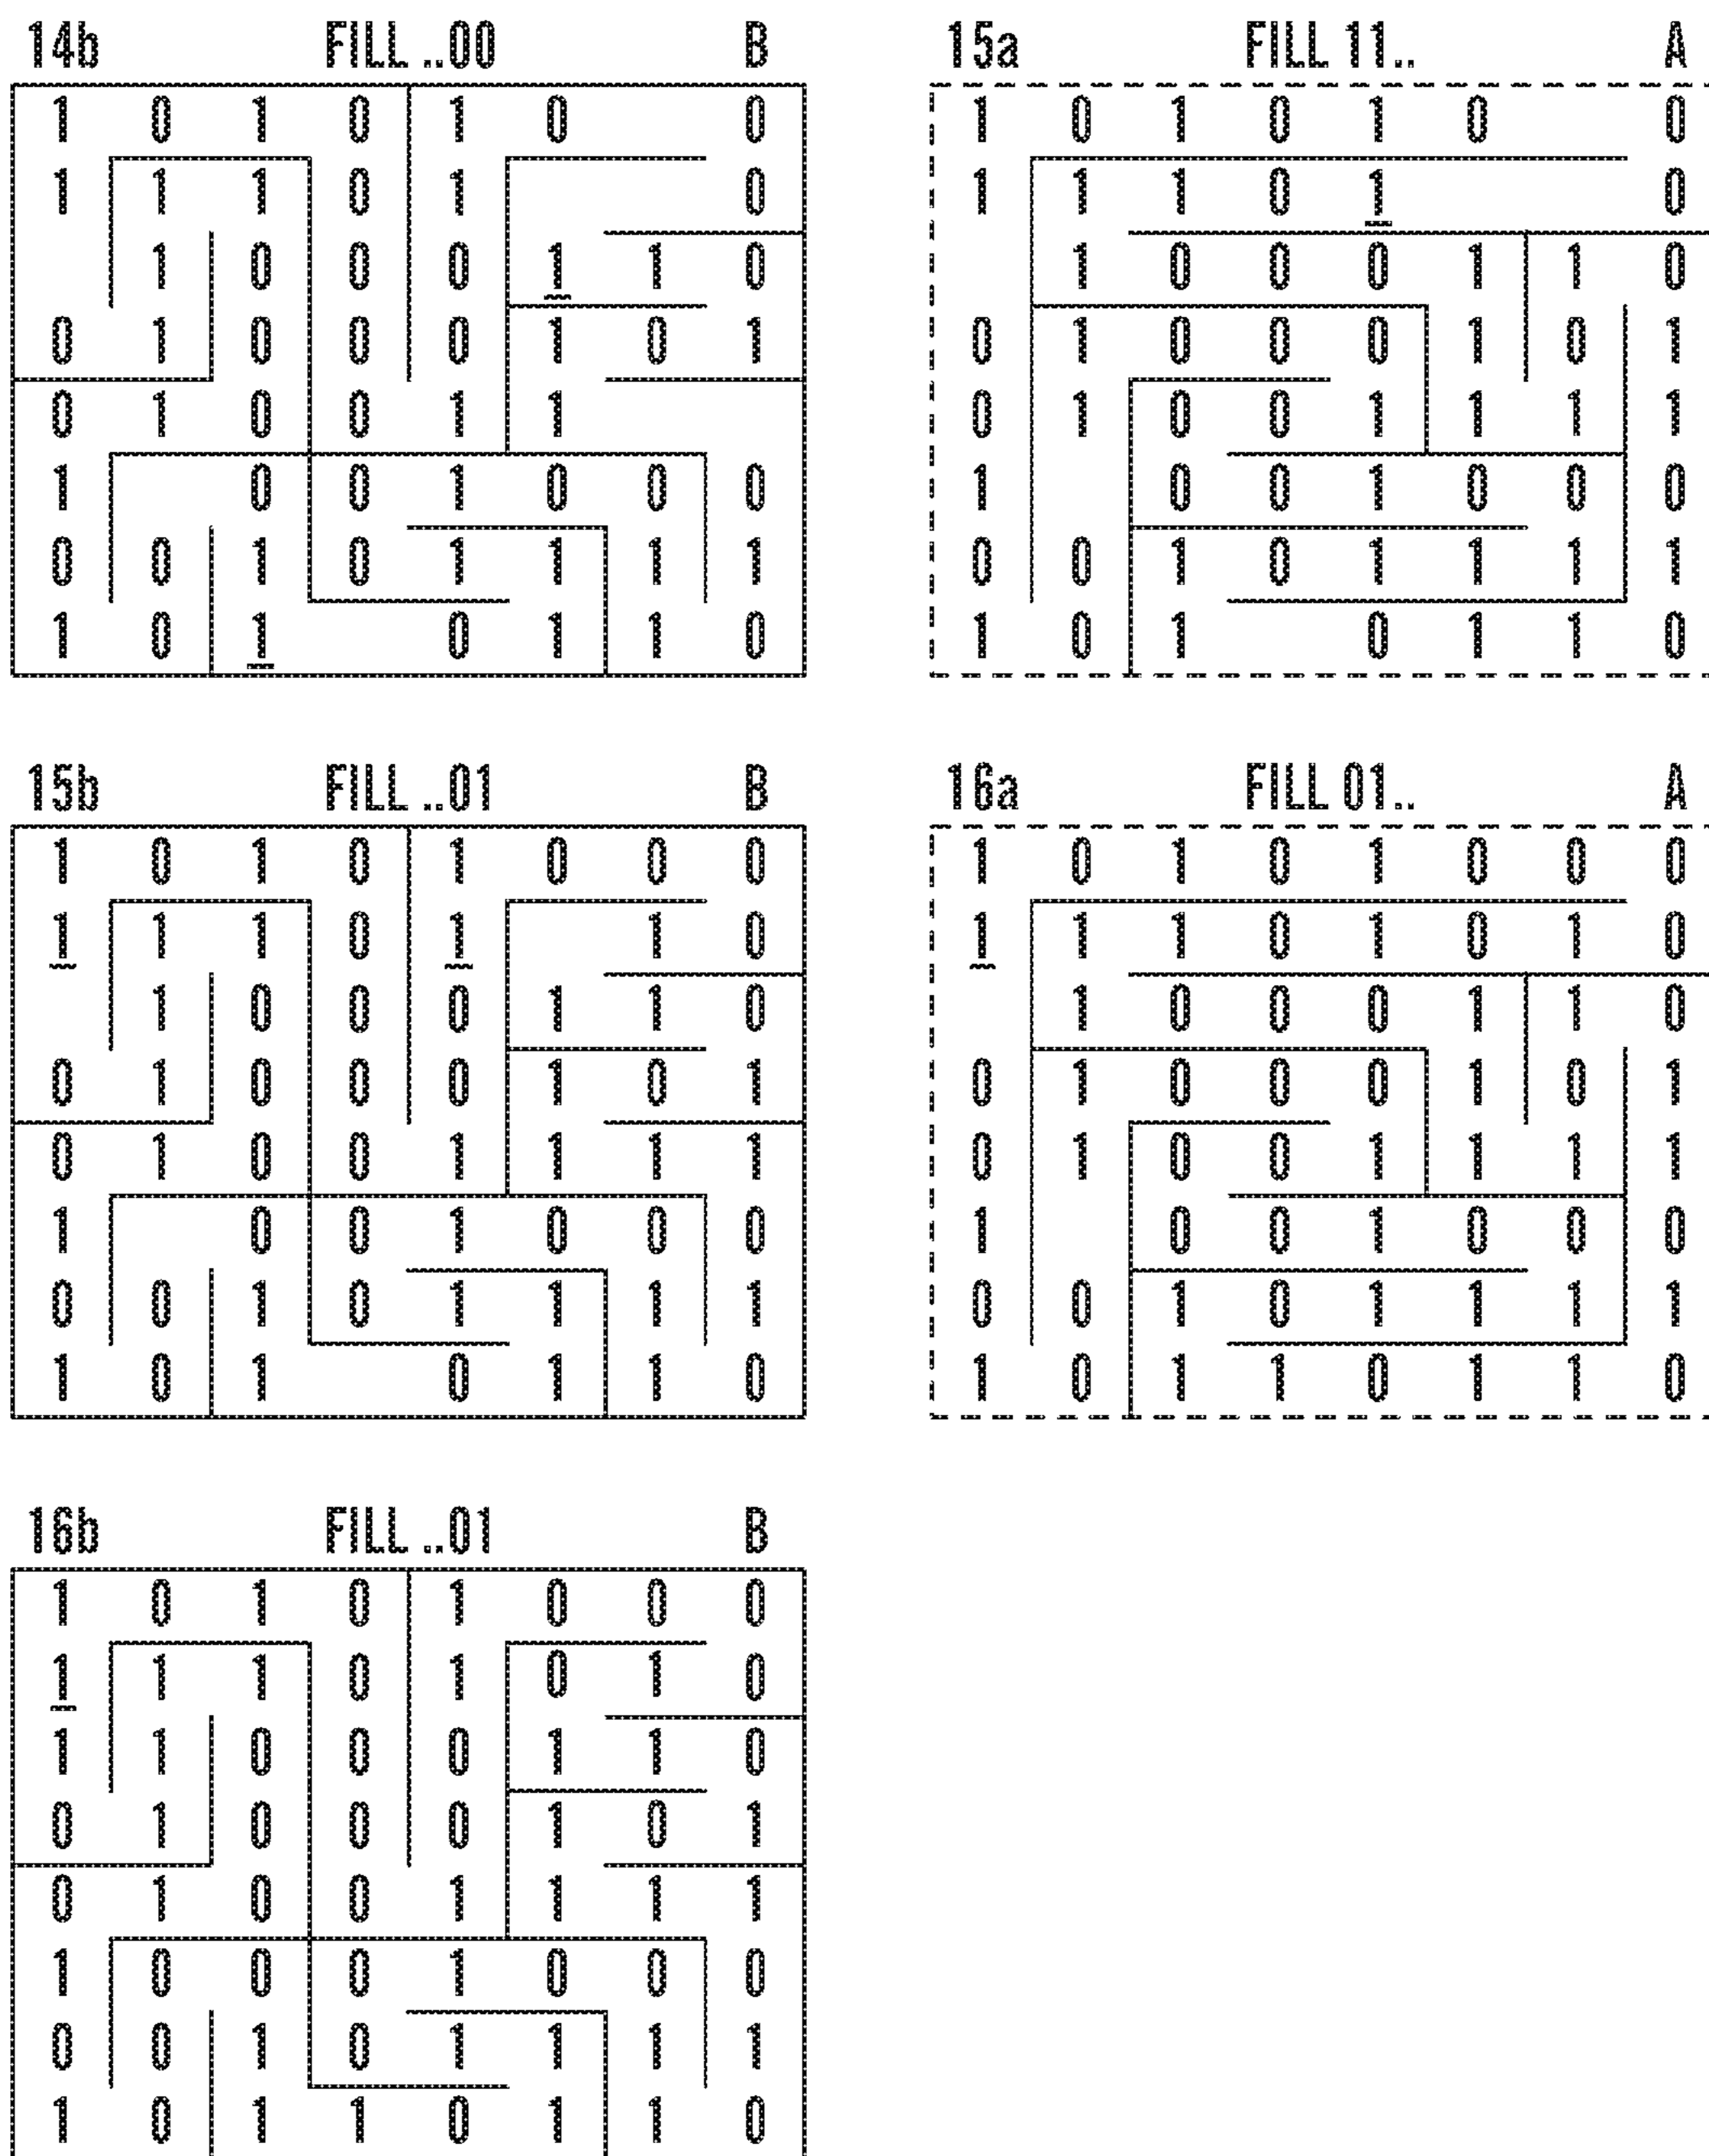 14b FILL ..00 B
1 0 1 0 1 0 0
1 1 1 0 1 0
1 0 0 0 1 1 0
0 1 0 0 0 1 0 1
0 1 0 0 1 1
1 0 0 1 0 0 0
0 0 1 0 1 1 1 1
1 0 1 0 1 1 0
15a FILL 11.. A
1 0 1 0 1 0 0
1 1 1 0 1 0
1 0 0 0 1 1 0
0 1 0 0 0 1 0 1
0 1 0 0 1 1 1 1
1 0 0 1 0 0 0
0 0 1 0 1 1 1 1
1 0 1 0 1 1 0
15b FILL ..01 B
1 0 1 0 1 0 0 0
1 1 1 0 1 1 0
1 0 0 0 1 1 0
0 1 0 0 0 1 0 1
0 1 0 0 1 1 1 1
1 0 0 1 0 0 0
0 0 1 0 1 1 1 1
1 0 1 0 1 1 0
16a FILL 01.. A
1 0 1 0 1 0 0 0
1 1 1 0 1 0 1 0
1 0 0 0 1 1 0
0 1 0 0 0 1 0 1
0 1 0 0 1 1 1 1
1 0 0 1 0 0 0
0 0 1 0 1 1 1 1
1 0 1 1 0 1 1 0
16b FILL ..01 B
1 0 1 0 1 0 0 0
1 1 1 0 1 0 1 0
1 1 0 0 0 1 1 0
0 1 0 0 0 1 0 1
0 1 0 0 1 1 1 1
1 0 0 0 1 0 0 0
0 0 1 0 1 1 1 1
1 0 1 1 0 1 1 0